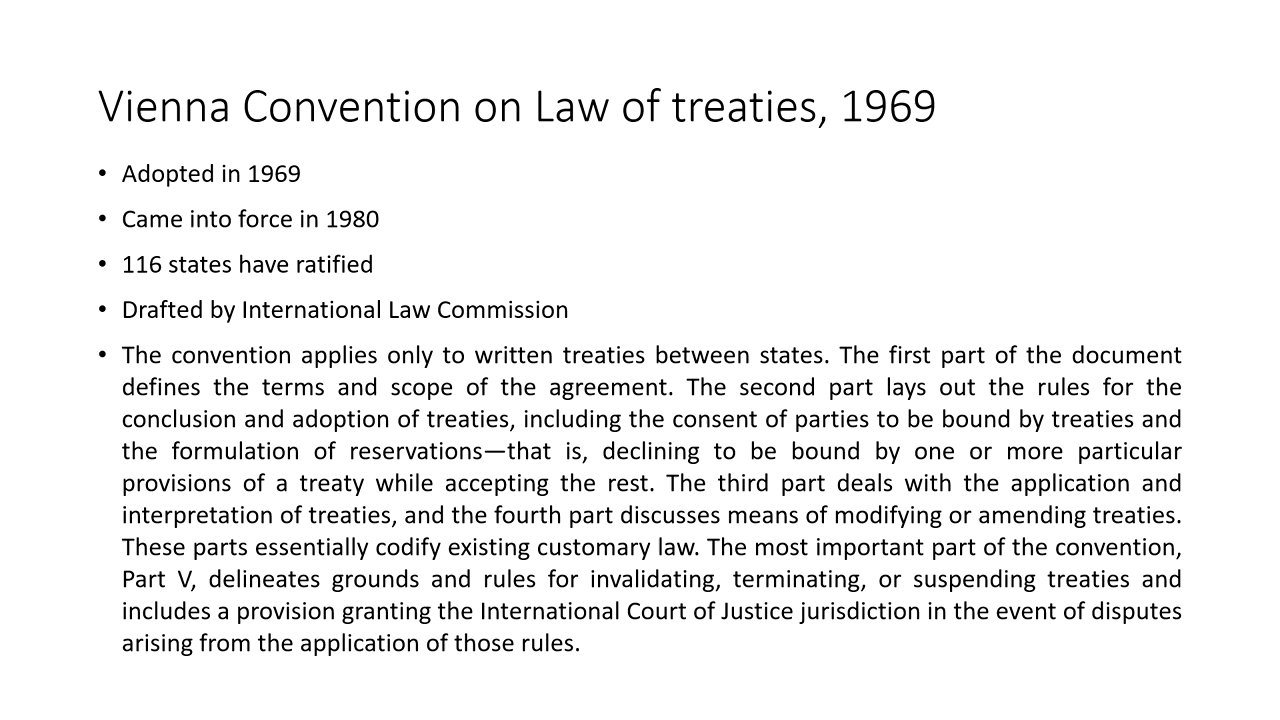 Vienna Convention on Law of treaties, 1969
• Adopted in 1969
• Came into force in 1980
• 116 states have ratified
• Drafted by International Law Commission
• The convention applies only to written treaties between states. The first part of the document
defines the terms and scope of the agreement. The second part lays out the rules for the
conclusion and adoption of treaties, including the consent of parties to be bound by treaties and
the formulation of reservations—that is, declining to be bound by one or more particular
provisions of a treaty while accepting the rest. The third part deals with the application and
interpretation of treaties, and the fourth part discusses means of modifying or amending treaties.
These parts essentially codify existing customary law. The most important part of the convention,
Part V, delineates grounds and rules for invalidating, terminating, or suspending treaties and
includes a provision granting the International Court of Justice jurisdiction in the event of disputes
arising from the application of those rules.